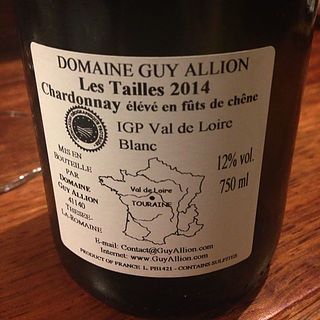 DOMAINE GUY ALLION
Les Tailles 2014
Chardonnay élévé en fûts de chêne
IGP Val de Loire
Blanc
12% vol.
750 ml
MIS EN
BOUTEILLE
PAR
DOMAINE
GUY ALLION
41140
THESEE-
LA-ROMAINE
Val de Loire
TOURAINE
E-mail: Contact@GuyAllion.com
Internet: www.GuyAllion.com
PRODUCT OF FRANCE L. PB1421 - CONTAINS SULFITES